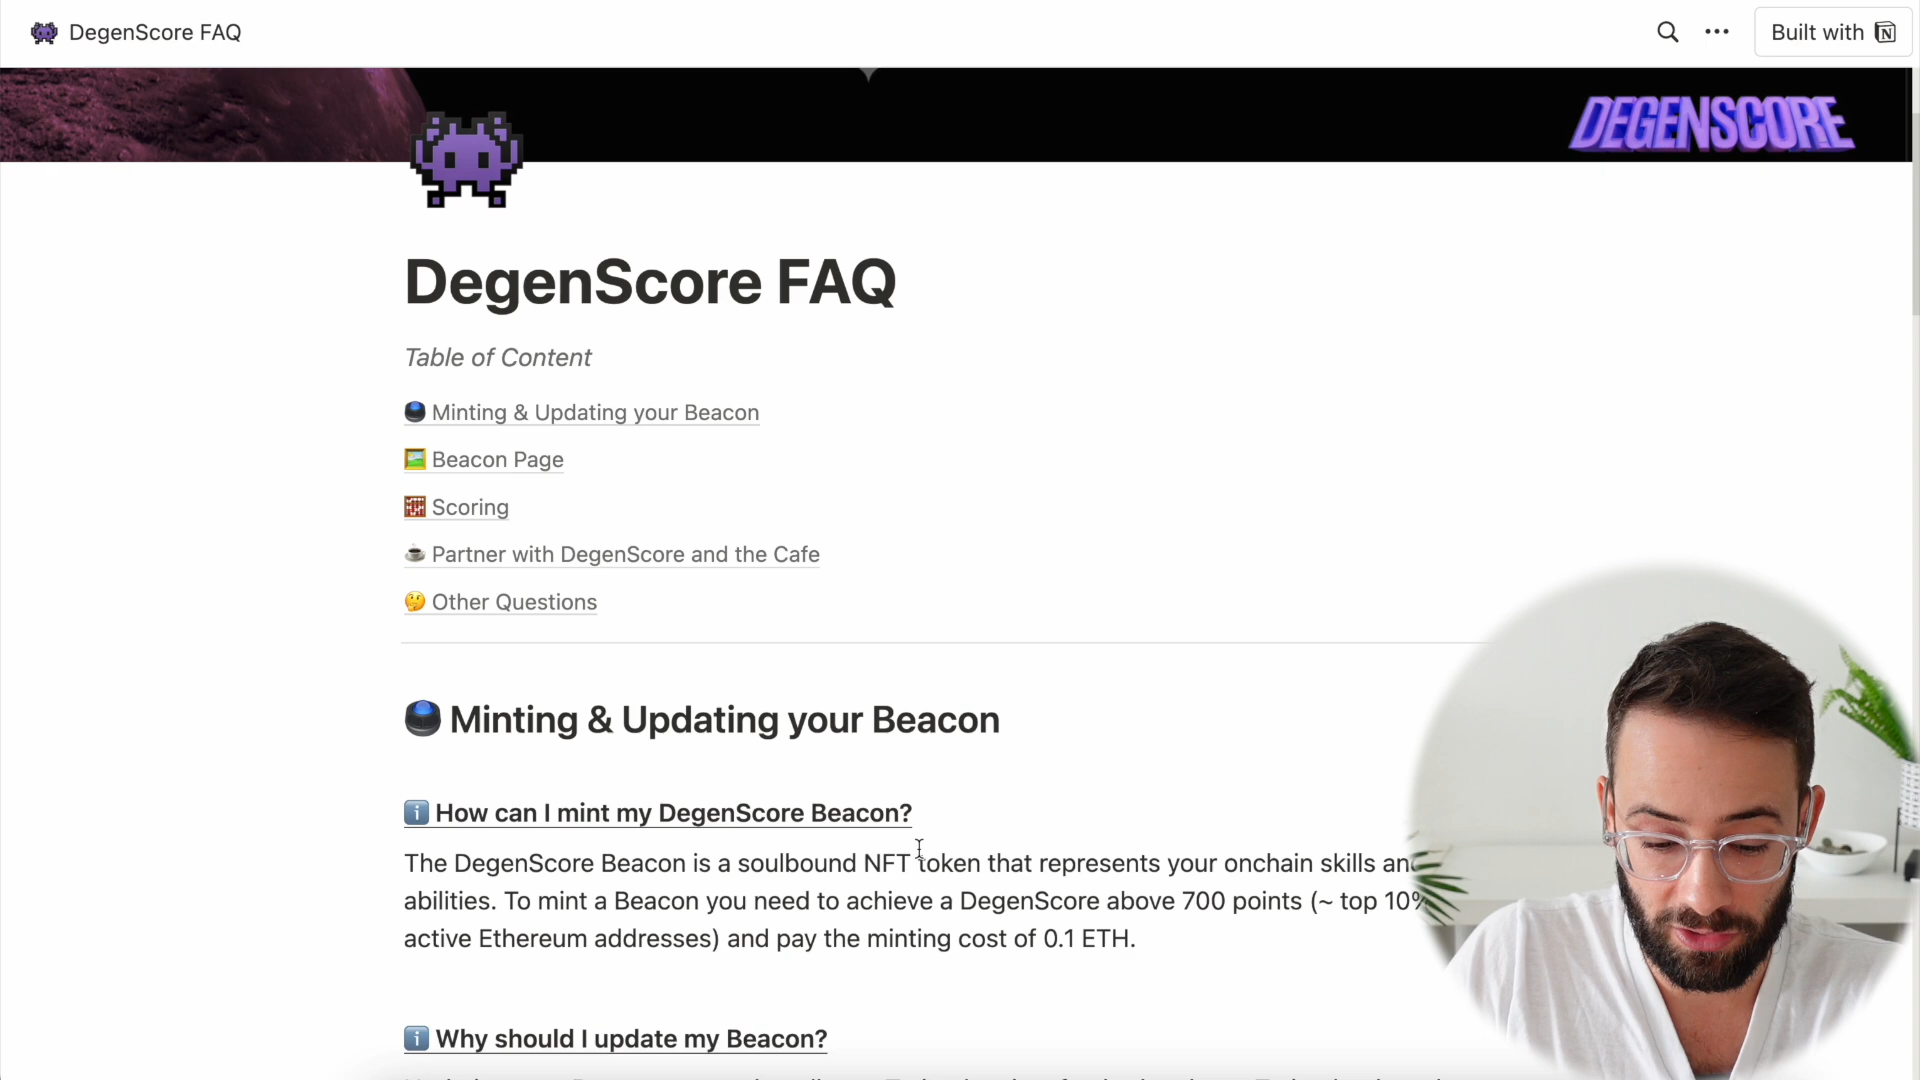 DegenScore FAQ
Built with
DEGENSCORE
DegenScore FAQ
Table of Content
Minting & Updating your Beacon
Beacon Page
Scoring
Partner with DegenScore and the Cafe
Other Questions
Minting & Updating your Beacon
How can I mint my DegenScore Beacon?
The DegenScore Beacon is a soulbound NFT token that represents your onchain skills and
abilities. To mint a Beacon you need to achieve a DegenScore above 700 points (~ top 10%
active Ethereum addresses) and pay the minting cost of 0.1 ETH.
Why should I update my Beacon?